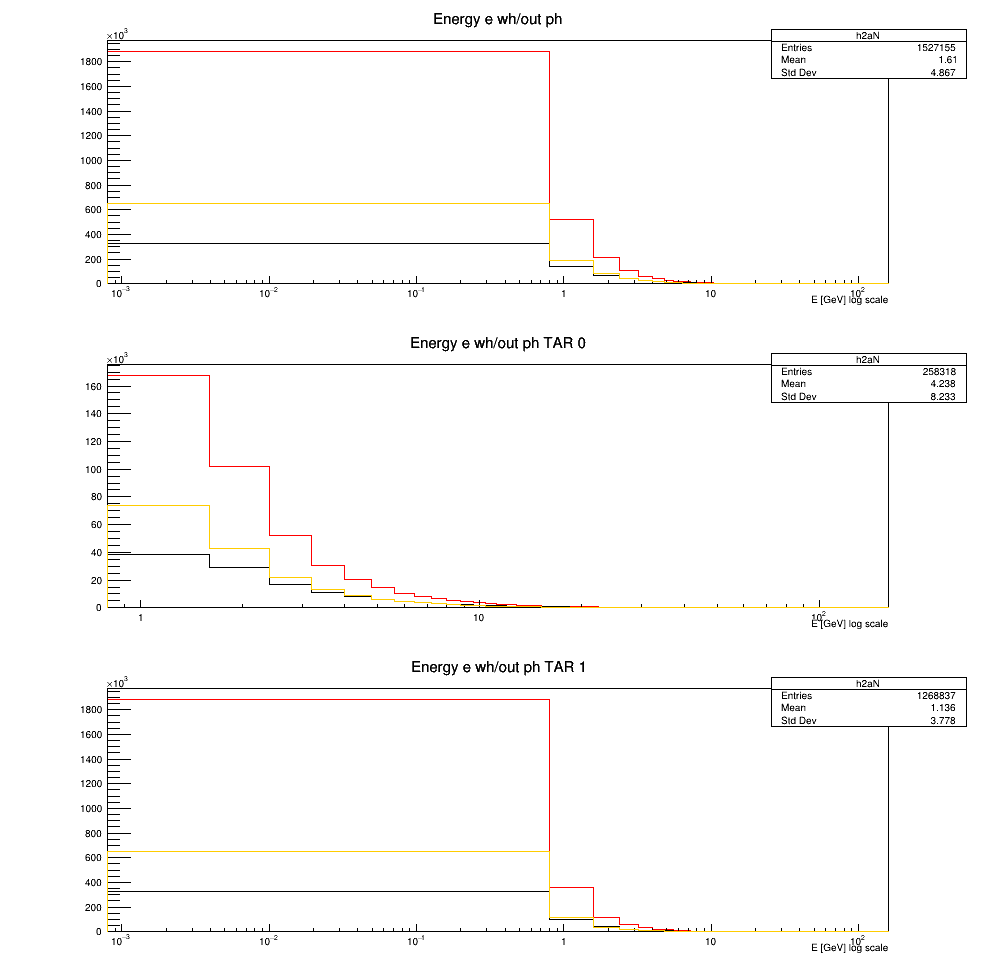 Energy e wh/out ph
×10³
h2aN
Entries 1527155
Mean 1.61
Std Dev 4.867
1800
1600
1400
1200
1000
800
600
400
200
0
10⁻³ 10⁻² 10⁻¹ 1 10 10²
E [GeV] log scale
Energy e wh/out ph TAR 0
×10³
h2aN
Entries 258318
Mean 4.238
Std Dev 8.233
160
140
120
100
80
60
40
20
0
1 10 10²
E [GeV] log scale
Energy e wh/out ph TAR 1
×10³
h2aN
Entries 1268837
Mean 1.136
Std Dev 3.778
1800
1600
1400
1200
1000
800
600
400
200
0
10⁻³ 10⁻² 10⁻¹ 1 10 10²
E [GeV] log scale